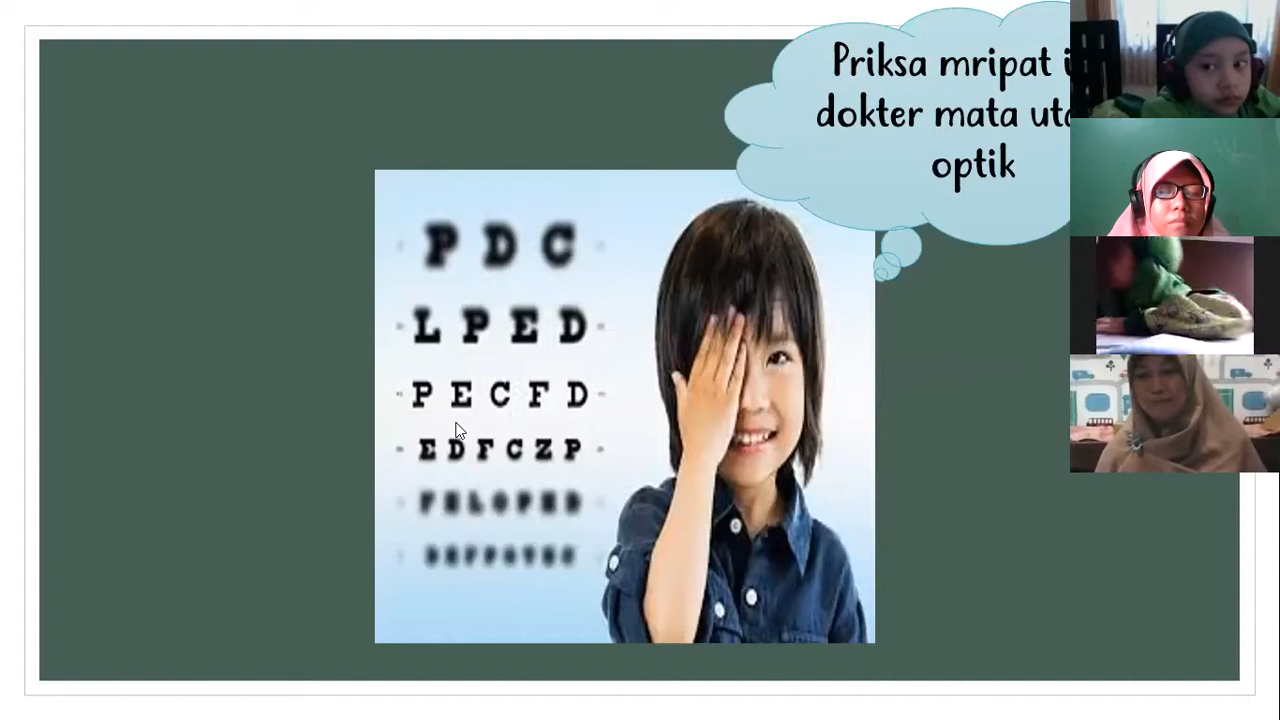 Priksa mripat
dokter mata
optik
P D C
L P E D
P E C F D
E D F C Z P